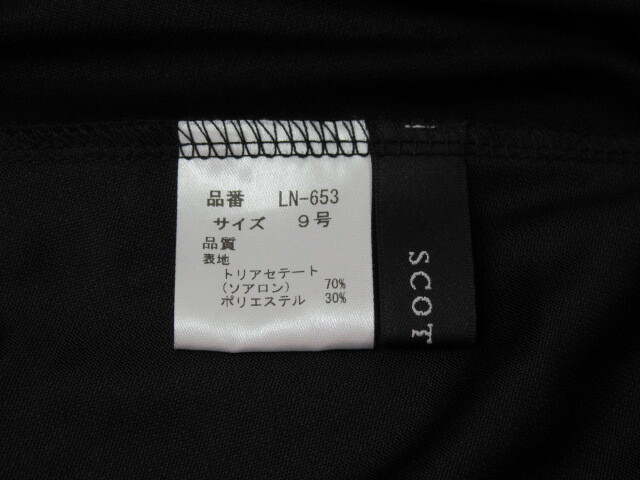 品番 LN-653
サイズ 9号
品質
表地
トリアセテート
(ソアロン) 70%
ポリエステル 30%
SCOT